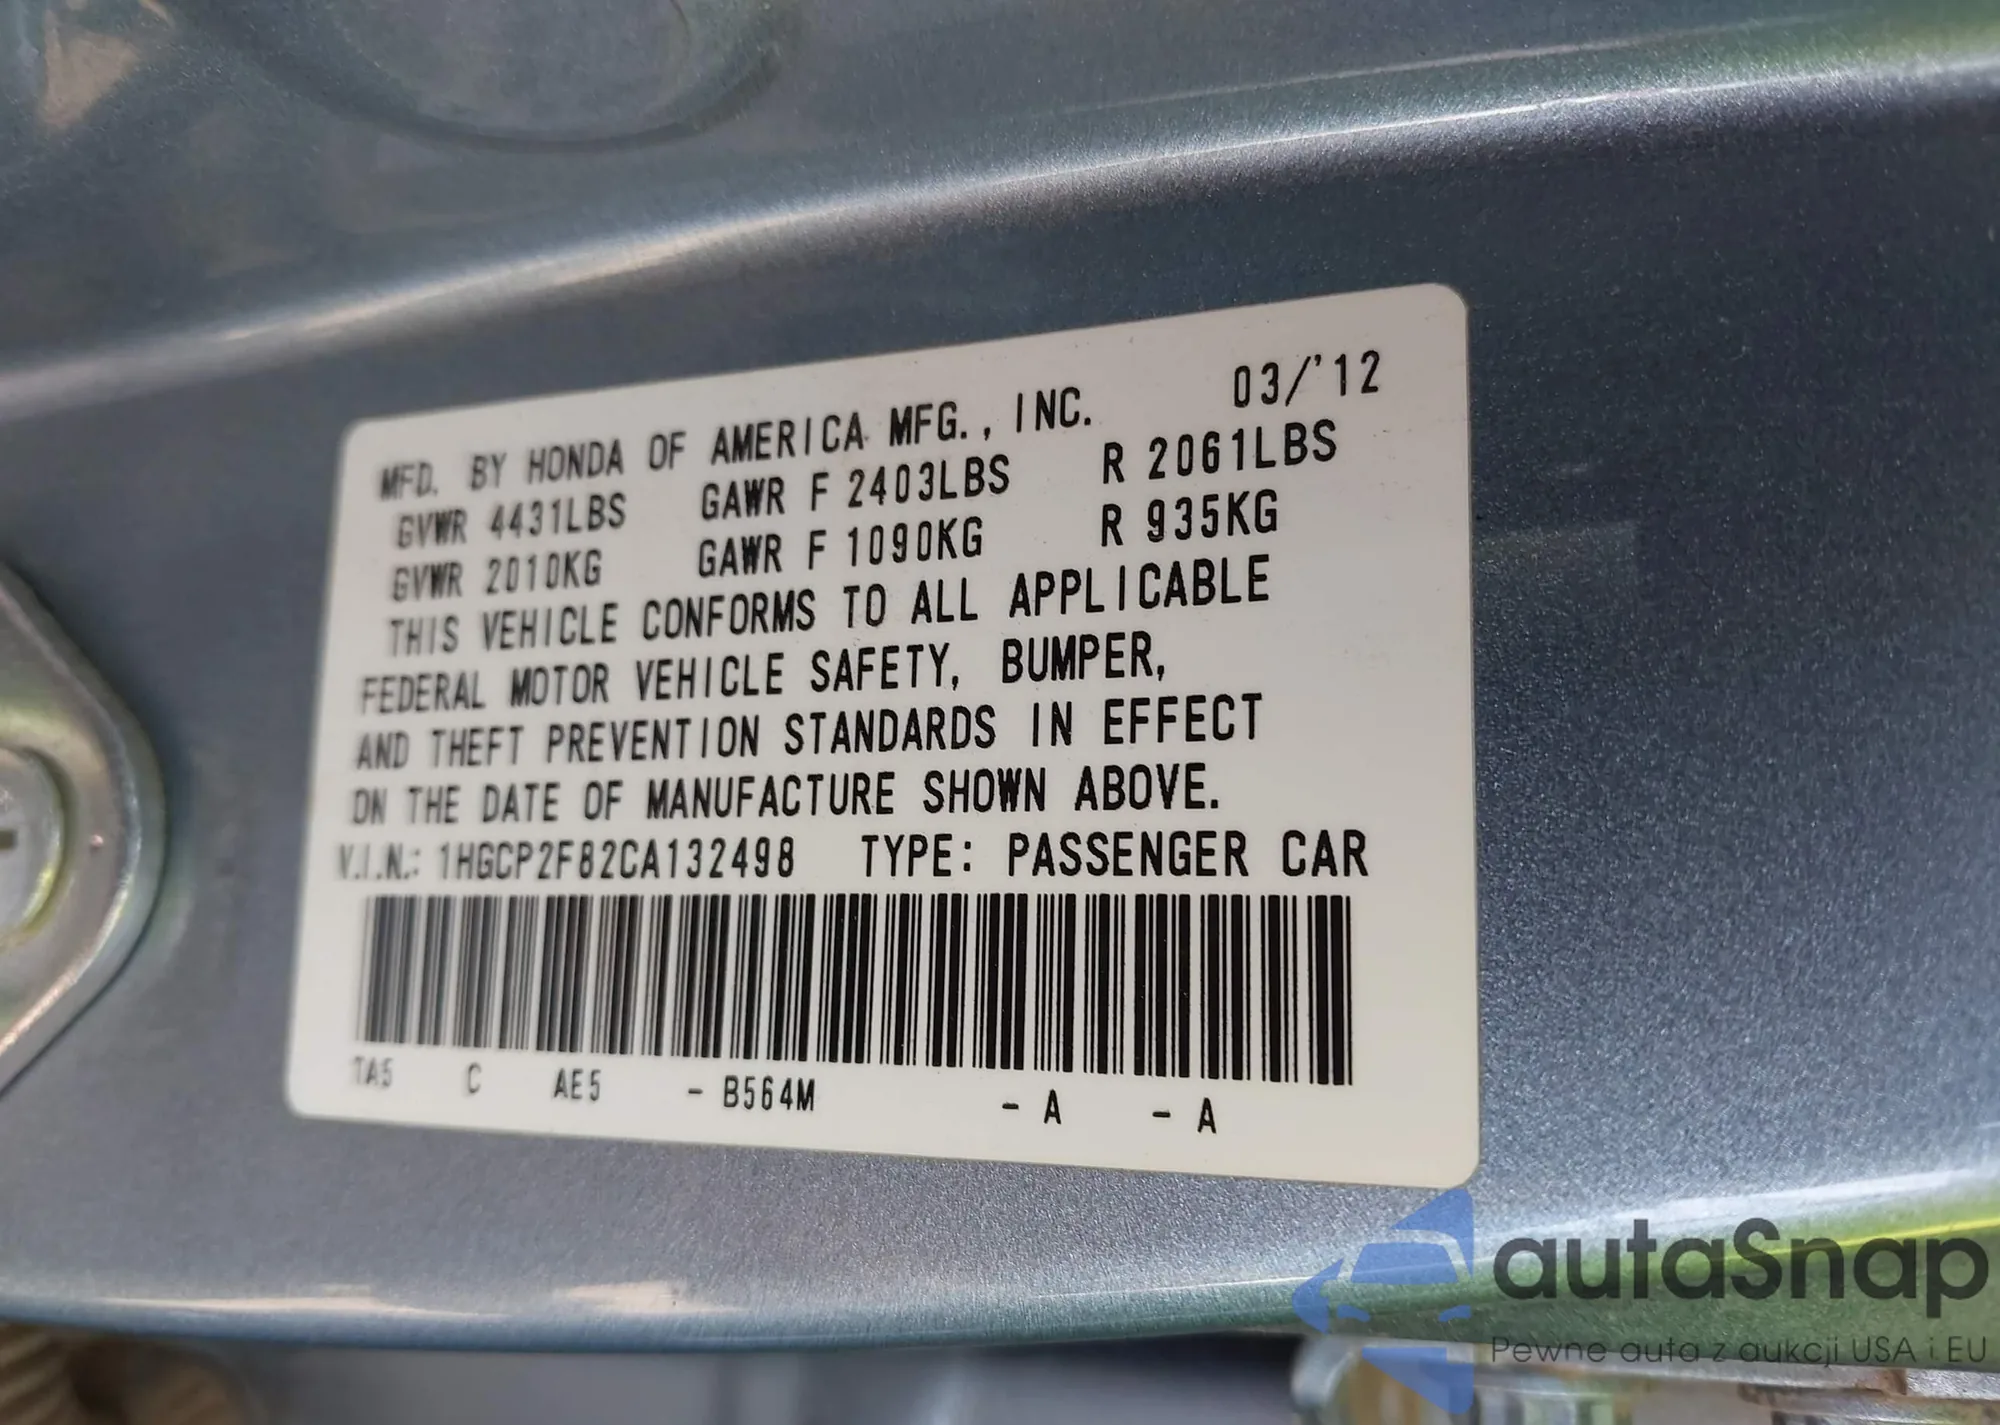 MFD. BY HONDA OF AMERICA MFG., INC. 03/'12
GVWR 4431LBS GAWR F 2403LBS R 2061LBS
GVWR 2010KG GAWR F 1090KG R 935KG
THIS VEHICLE CONFORMS TO ALL APPLICABLE
FEDERAL MOTOR VEHICLE SAFETY, BUMPER,
AND THEFT PREVENTION STANDARDS IN EFFECT
ON THE DATE OF MANUFACTURE SHOWN ABOVE.
V.I.N.: 1HGCP2F82CA132498 TYPE: PASSENGER CAR
TA5 C AE5 - B564M - A - A
autaSnap
Pewne auta z aukcji USA i EU